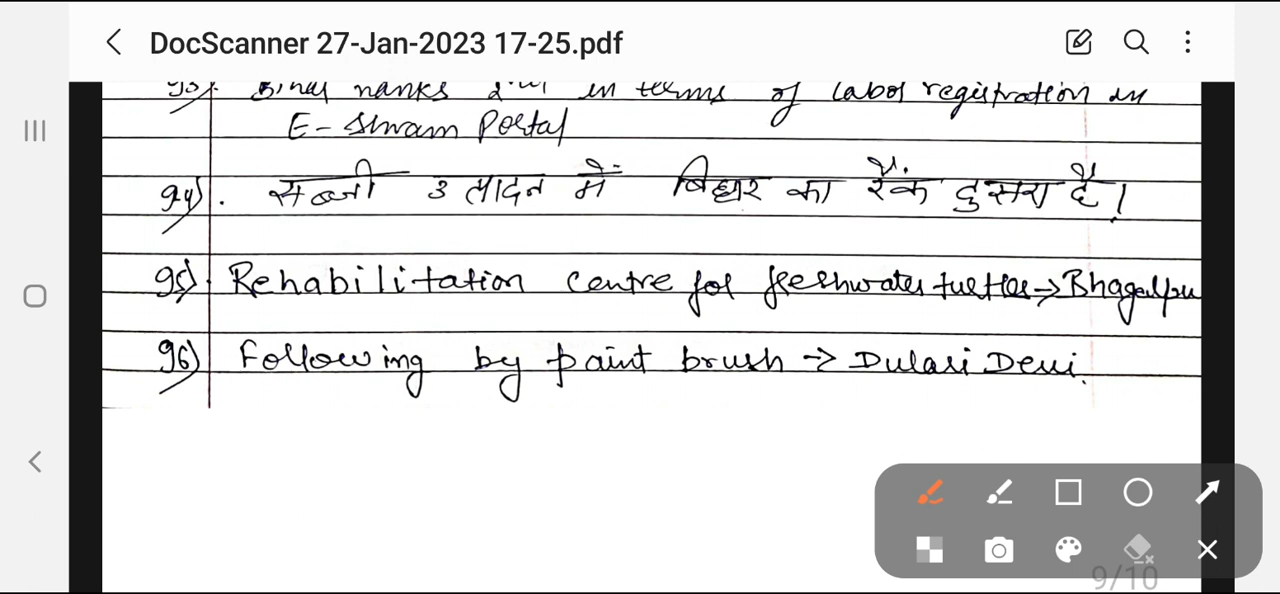 DocScanner 27-Jan-2023 17-25.pdf
93). Bihar ranks 2nd in terms of labor registration in
E-Shram Portal
94). सब्जी उत्पादन में बिहार का रैंक दुसरा है।
95). Rehabilitation centre for freshwater turtles → Bhagalpu
96) Following by paint brush → Dulari Devi.
9/10